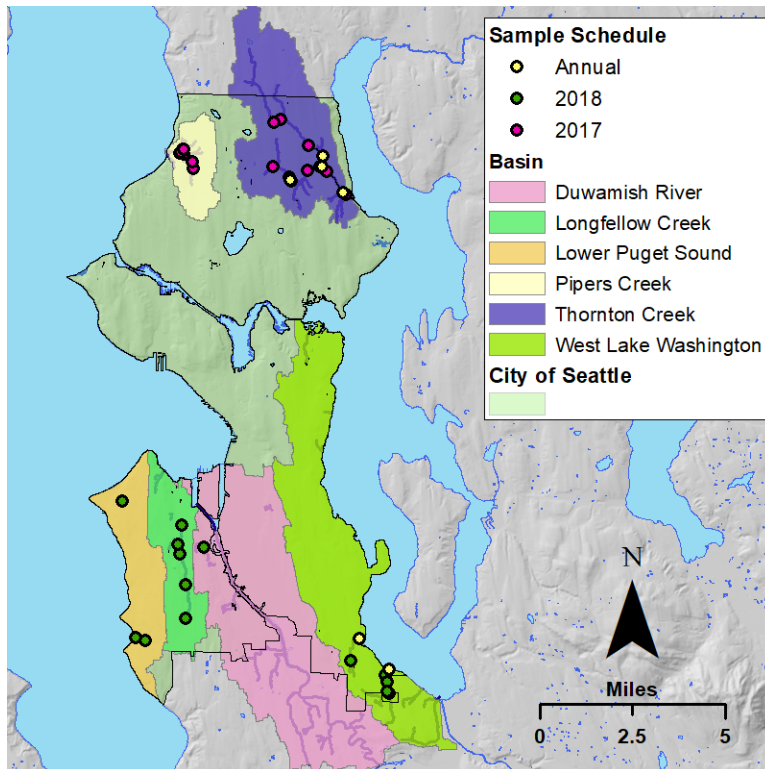 Sample Schedule
Annual
2018
2017
Basin
Duwamish River
Longfellow Creek
Lower Puget Sound
Pipers Creek
Thornton Creek
West Lake Washington
City of Seattle
N
Miles
0 2.5 5